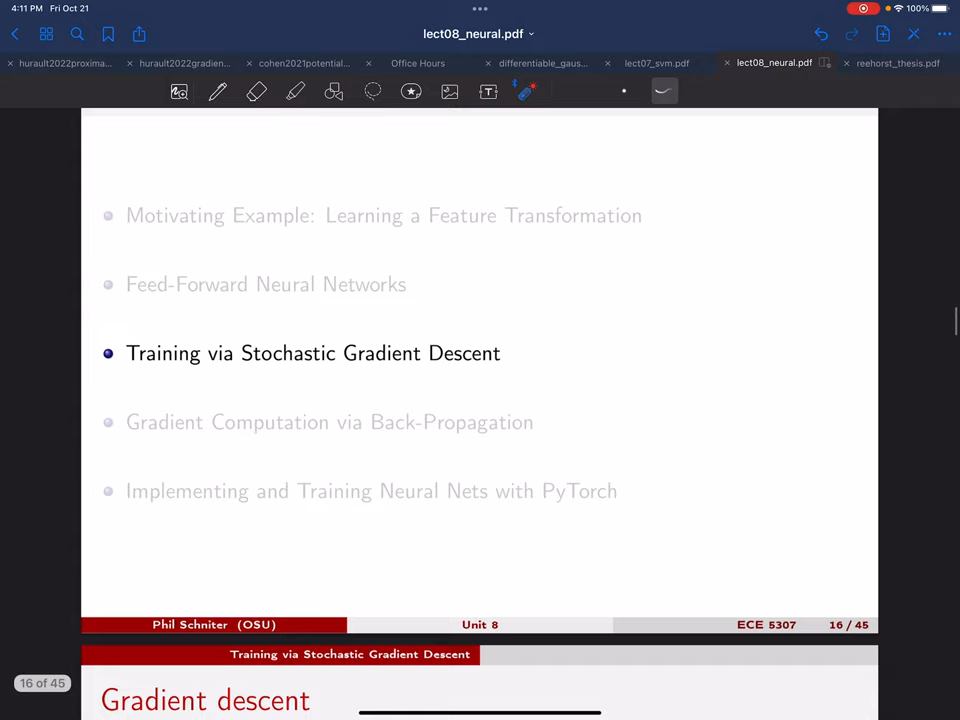 4:11 PM Fri Oct 21
100%
lect08_neural.pdf
hurault2022proxima...
hurault2022gradien...
cohen2021potential...
Office Hours
differentiable_gaus...
lect07_svm.pdf
lect08_neural.pdf
reehorst_thesis.pdf
Motivating Example: Learning a Feature Transformation
Feed-Forward Neural Networks
Training via Stochastic Gradient Descent
Gradient Computation via Back-Propagation
Implementing and Training Neural Nets with PyTorch
Phil Schniter (OSU) Unit 8 ECE 5307 16 / 45
Training via Stochastic Gradient Descent
16 of 45
Gradient descent